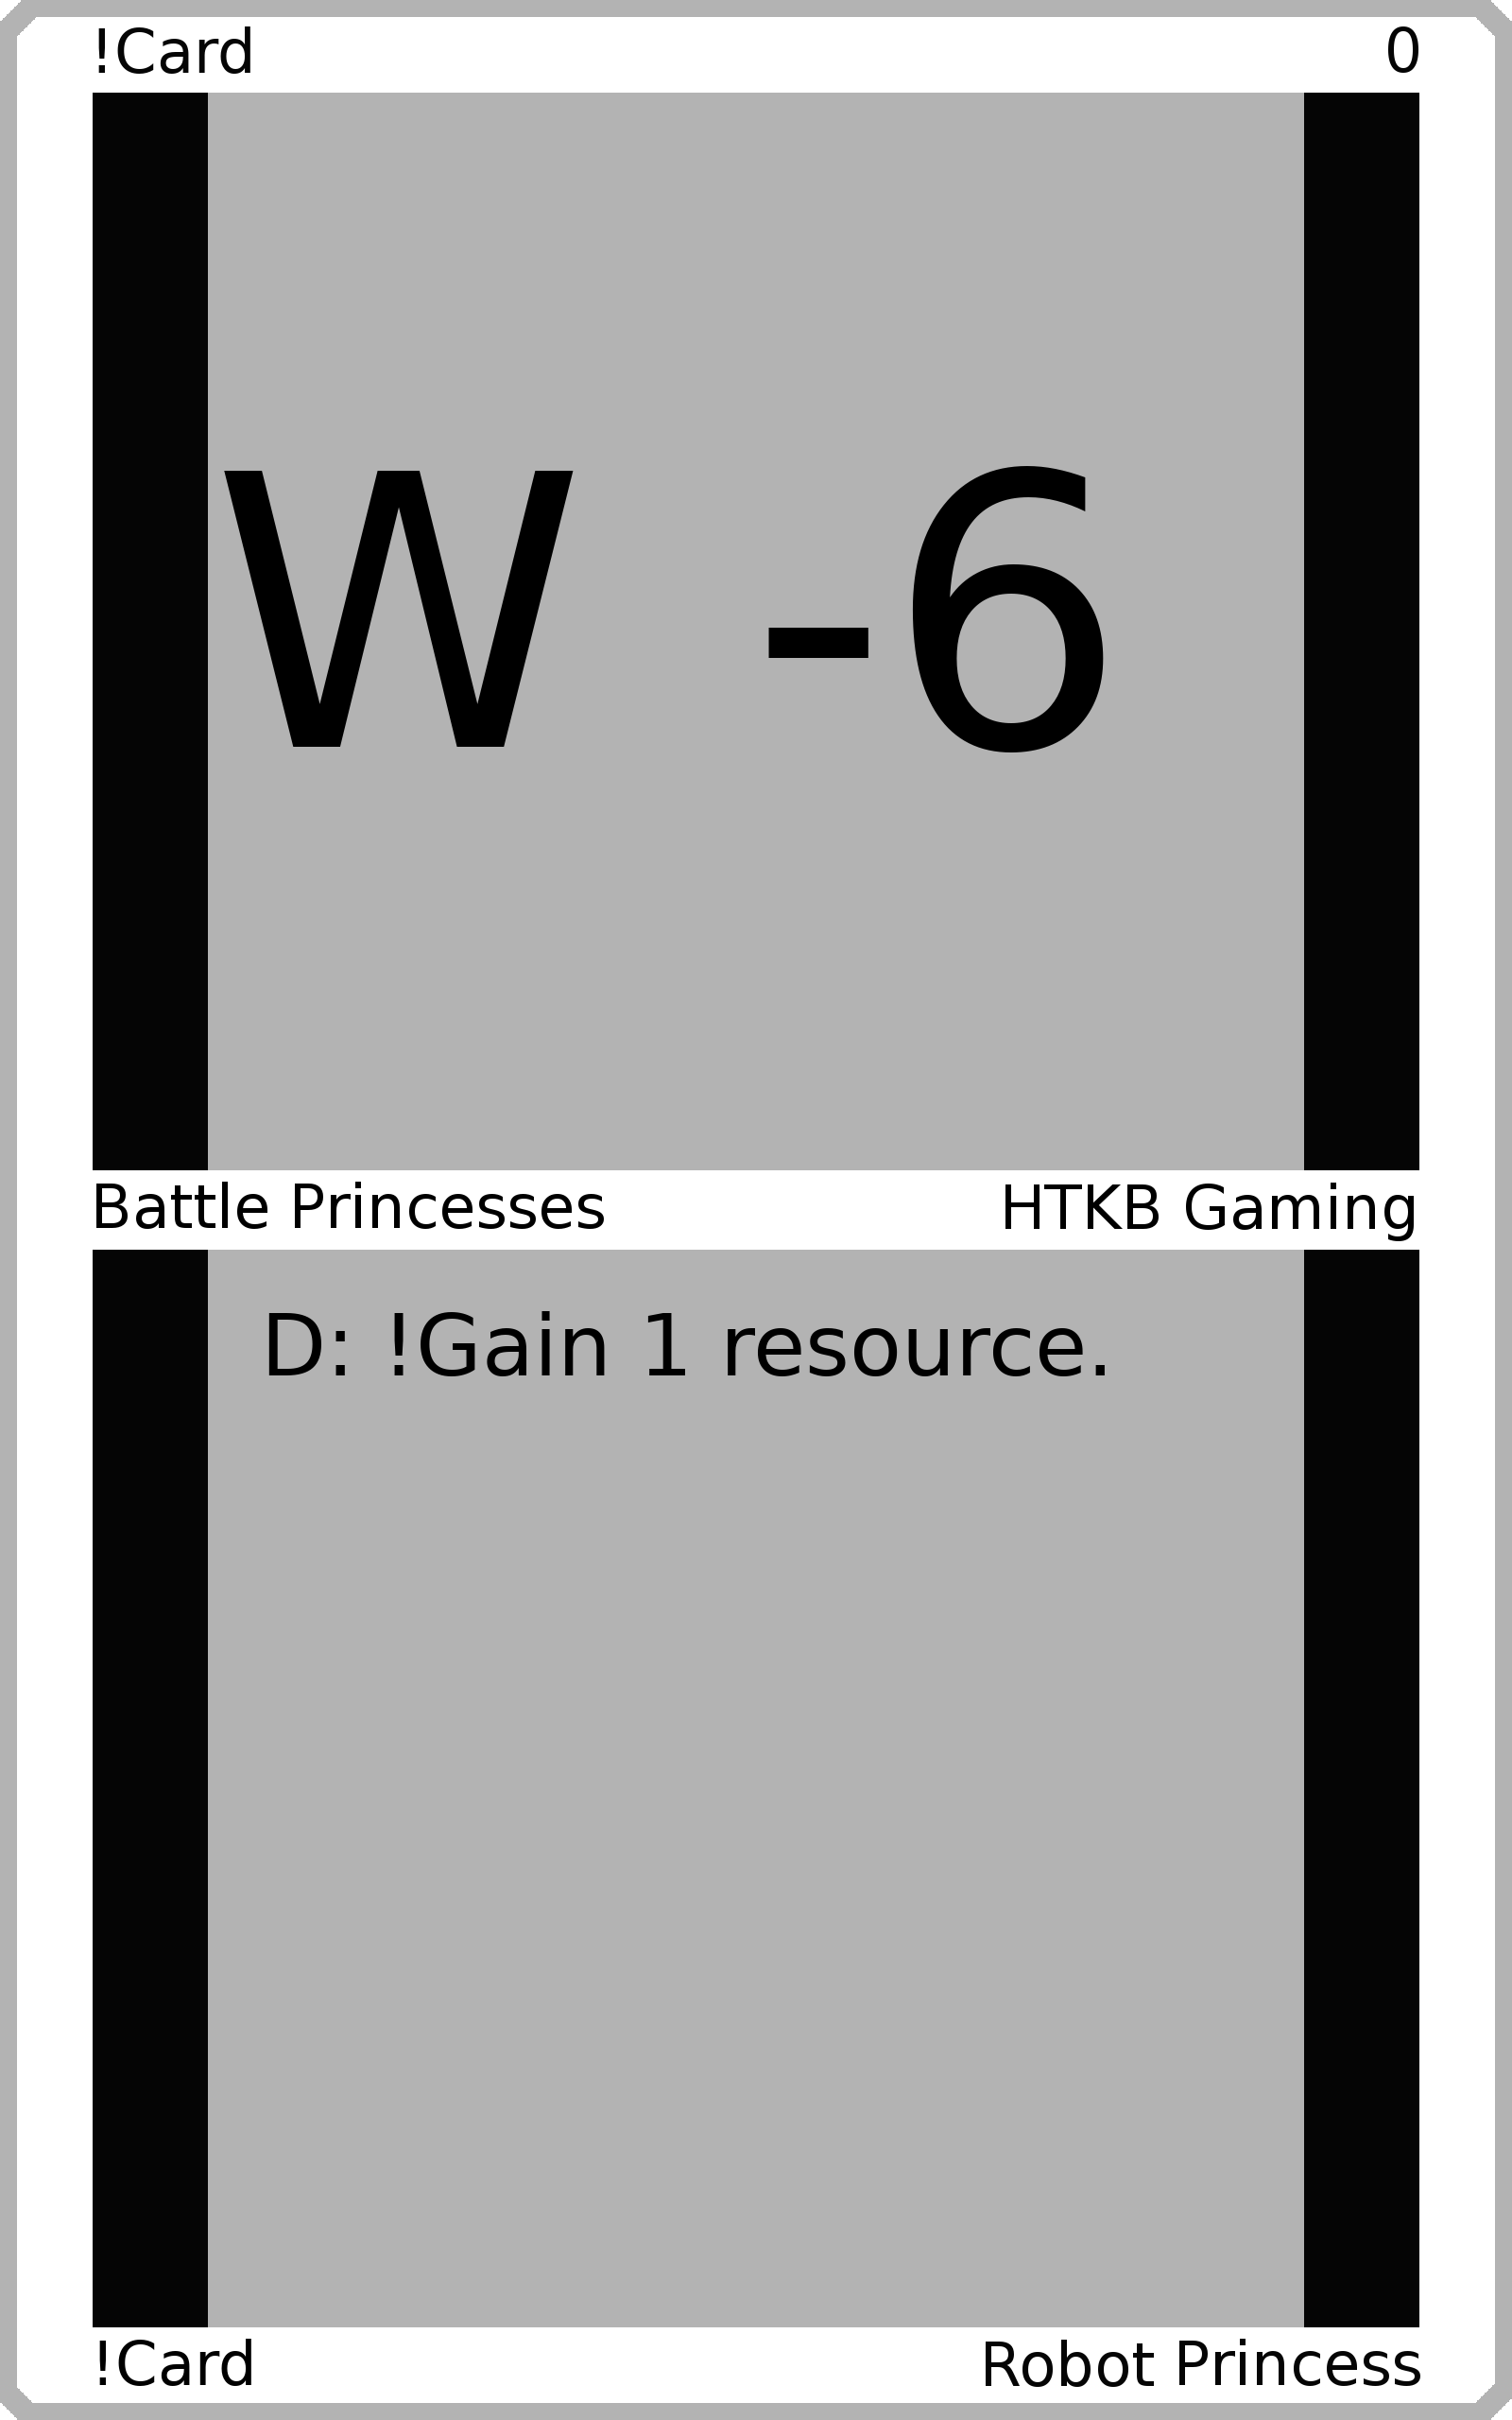 !Card 0
W -6
Battle Princesses HTKB Gaming
D: !Gain 1 resource.
!Card Robot Princess